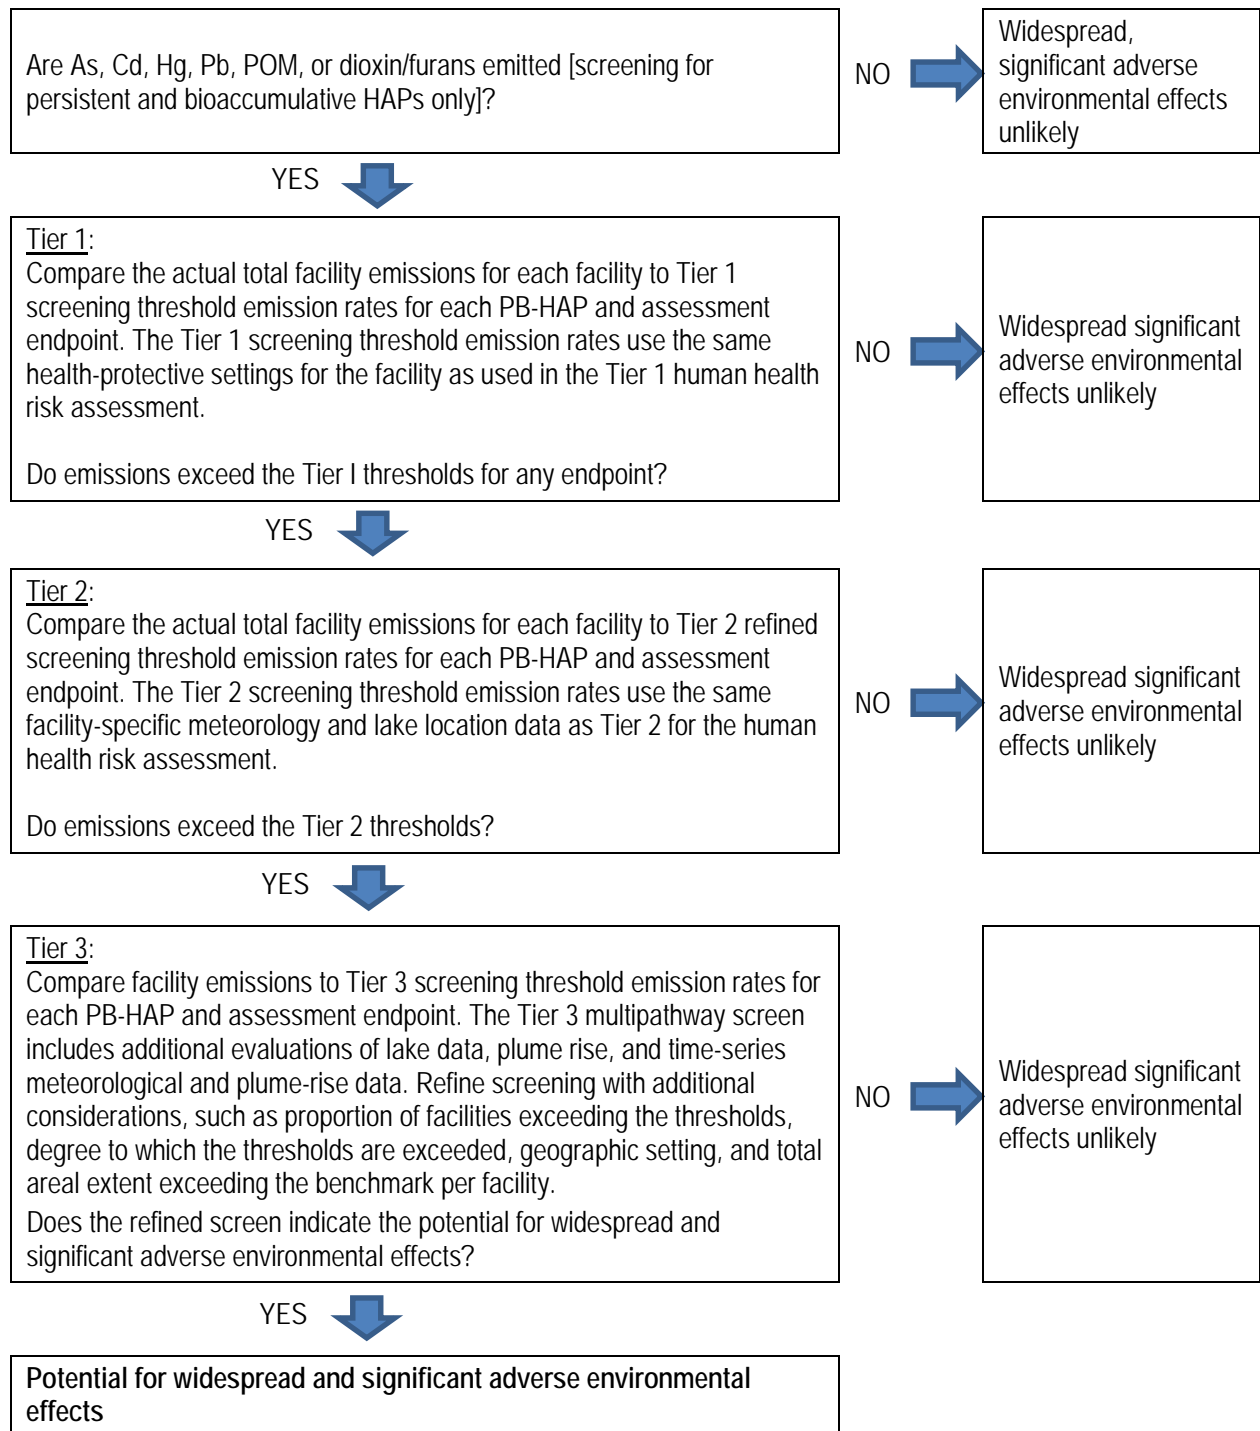 Are As, Cd, Hg, Pb, POM, or dioxin/furans emitted [screening for
persistent and bioaccumulative HAPs only]?
NO
Widespread,
significant adverse
environmental effects
unlikely
YES
Tier 1:
Compare the actual total facility emissions for each facility to Tier 1
screening threshold emission rates for each PB-HAP and assessment
endpoint. The Tier 1 screening threshold emission rates use the same
health-protective settings for the facility as used in the Tier 1 human health
risk assessment.
Do emissions exceed the Tier I thresholds for any endpoint?
NO
Widespread significant
adverse environmental
effects unlikely
YES
Tier 2:
Compare the actual total facility emissions for each facility to Tier 2 refined
screening threshold emission rates for each PB-HAP and assessment
endpoint. The Tier 2 screening threshold emission rates use the same
facility-specific meteorology and lake location data as Tier 2 for the human
health risk assessment.
Do emissions exceed the Tier 2 thresholds?
NO
Widespread significant
adverse environmental
effects unlikely
YES
Tier 3:
Compare facility emissions to Tier 3 screening threshold emission rates for
each PB-HAP and assessment endpoint. The Tier 3 multipathway screen
includes additional evaluations of lake data, plume rise, and time-series
meteorological and plume-rise data. Refine screening with additional
considerations, such as proportion of facilities exceeding the thresholds,
degree to which the thresholds are exceeded, geographic setting, and total
areal extent exceeding the benchmark per facility.
Does the refined screen indicate the potential for widespread and
significant adverse environmental effects?
NO
Widespread significant
adverse environmental
effects unlikely
YES
Potential for widespread and significant adverse environmental
effects